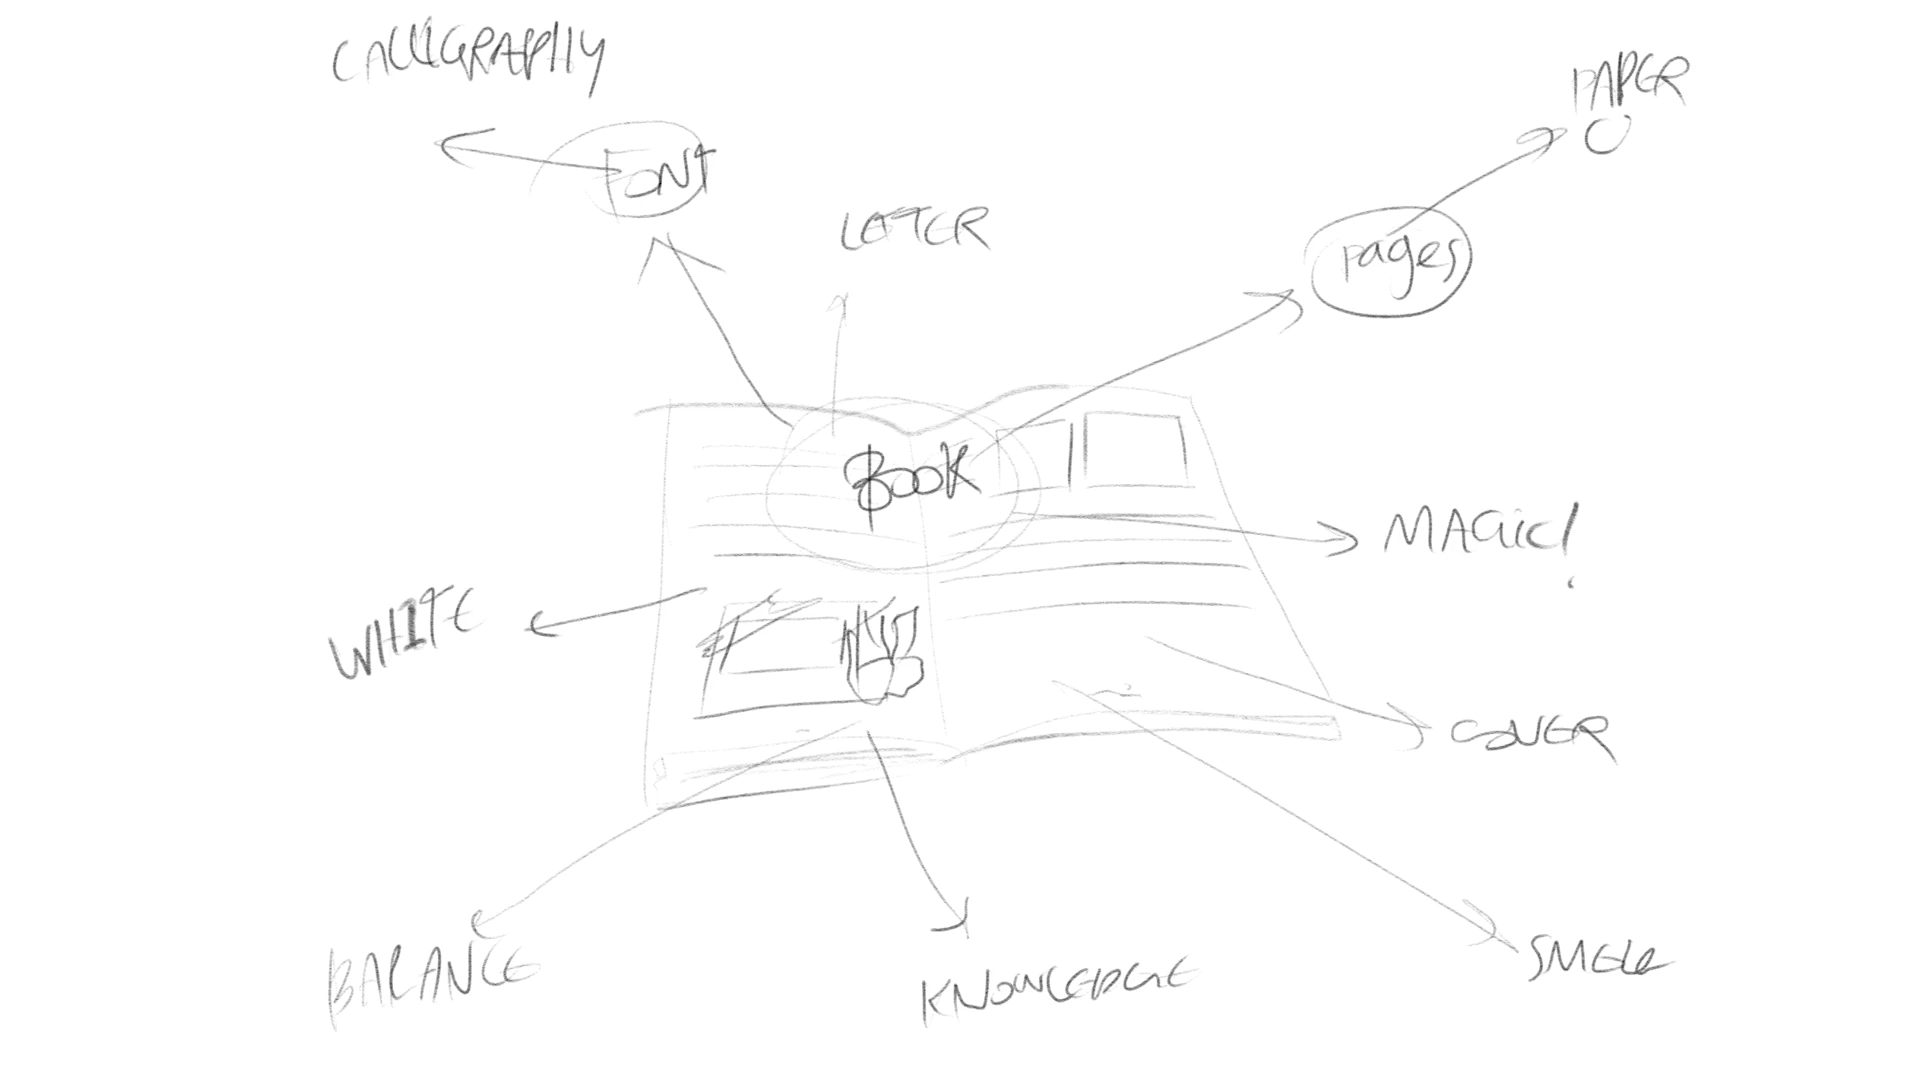 CALLIGRAPHY
PAPER
FONT
LETTER
pages
BOOK
MAGIC!
WHITE
COVER
BALANCE
KNOWLEDGE
SMELL